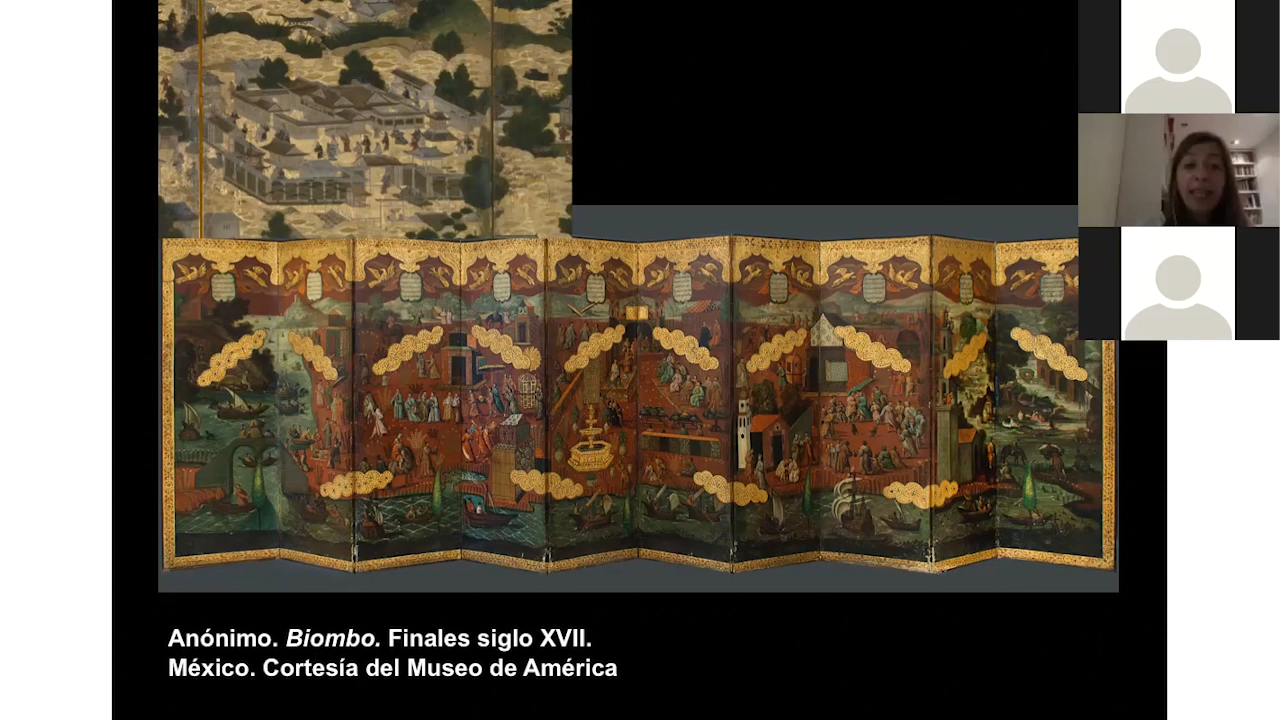 Anónimo. Biombo. Finales siglo XVII.
México. Cortesía del Museo de América